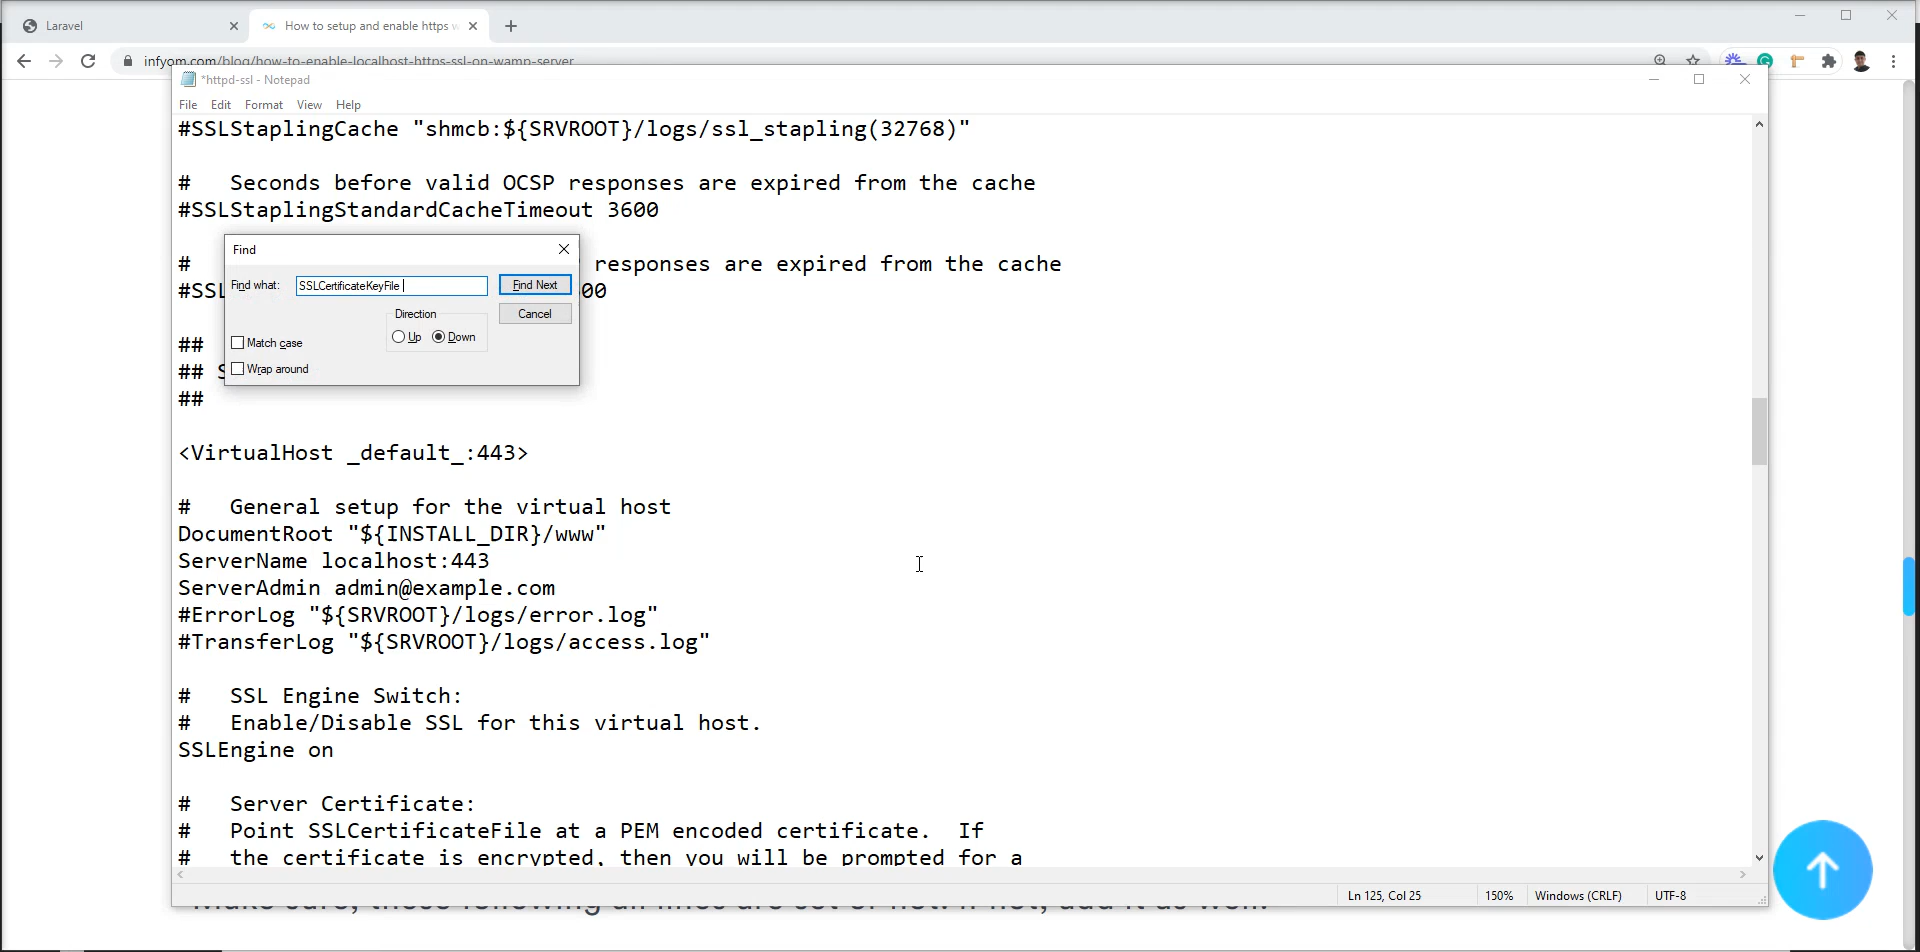 Laravel
How to setup and enable https w
infyom.com/blog/how-to-enable-localhost-https-ssl-on-wamp-server
*httpd-ssl - Notepad
File Edit Format View Help
#SSLStaplingCache "shmcb:${SRVROOT}/logs/ssl_stapling(32768)"
# Seconds before valid OCSP responses are expired from the cache
#SSLStaplingStandardCacheTimeout 3600
# responses are expired from the cache
#SSL 00
Find
Find what: SSLCertificateKeyFile Find Next
Direction Cancel
Up Down
Match case
Wrap around
##
## S
##
<VirtualHost _default_:443>
# General setup for the virtual host
DocumentRoot "${INSTALL_DIR}/www"
ServerName localhost:443
ServerAdmin admin@example.com
#ErrorLog "${SRVROOT}/logs/error.log"
#TransferLog "${SRVROOT}/logs/access.log"
# SSL Engine Switch:
# Enable/Disable SSL for this virtual host.
SSLEngine on
# Server Certificate:
# Point SSLCertificateFile at a PEM encoded certificate. If
# the certificate is encrypted, then you will be prompted for a
Ln 125, Col 25 150% Windows (CRLF) UTF-8